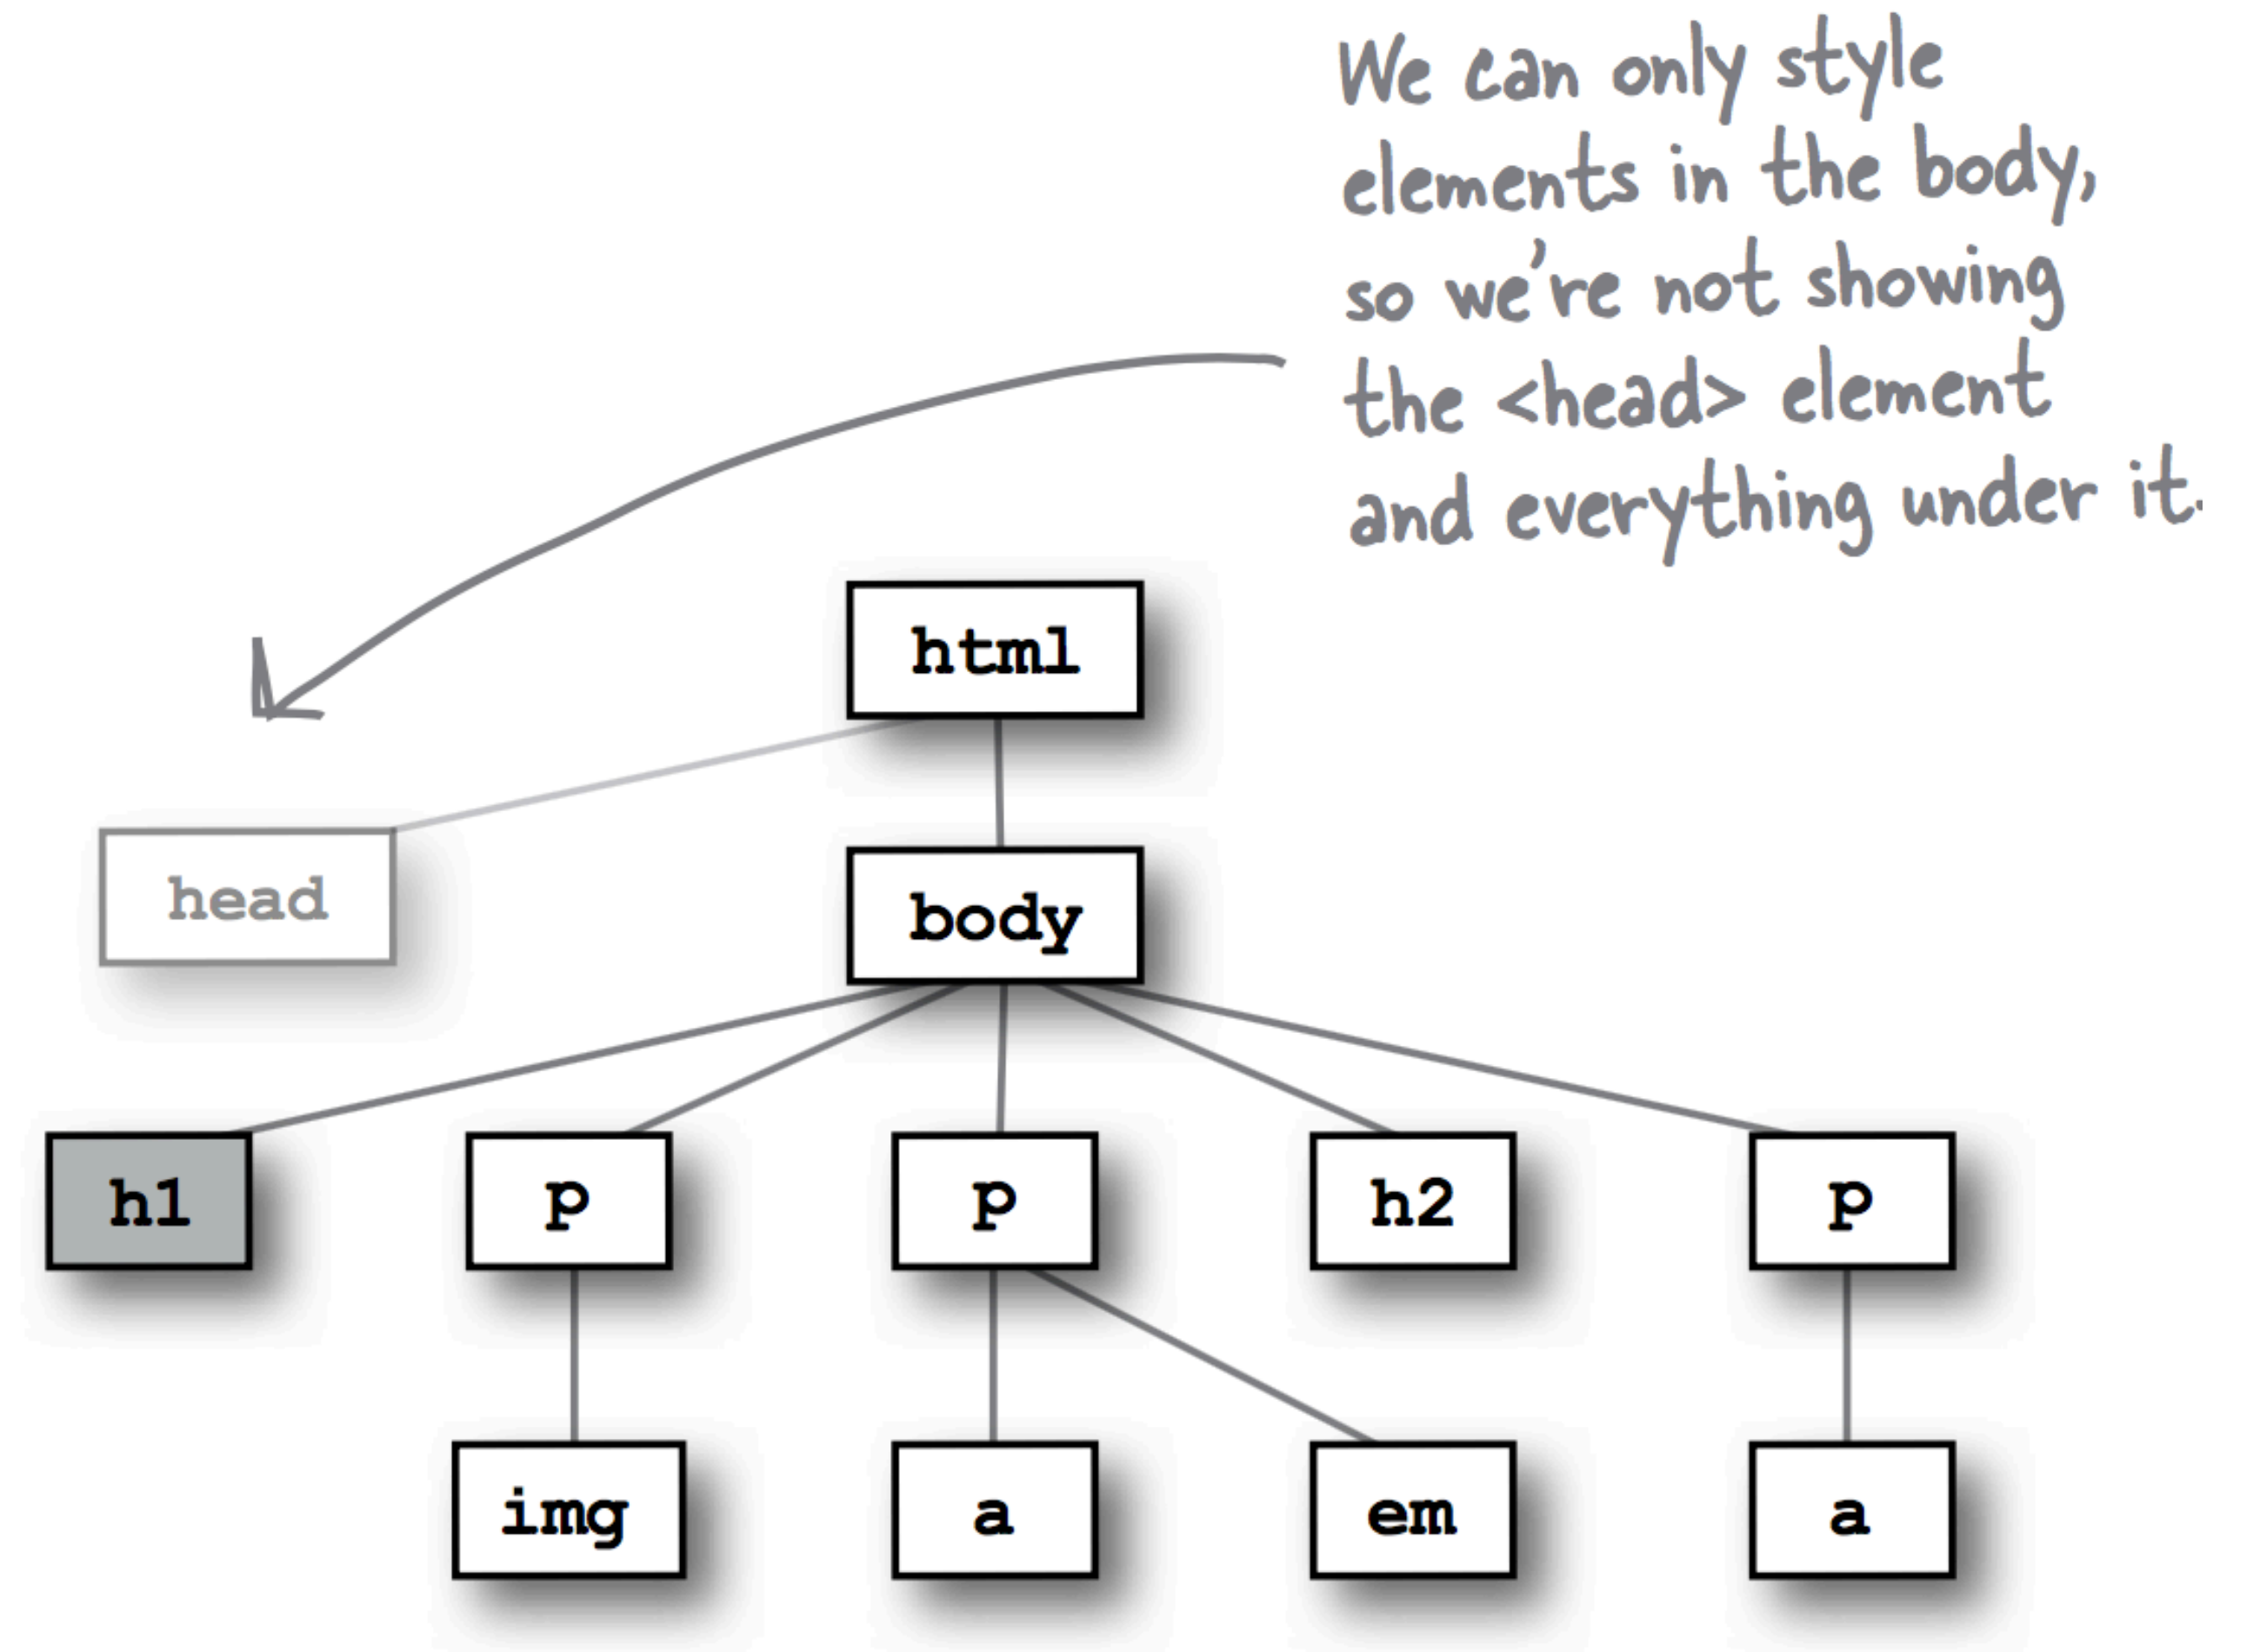 We can only style
elements in the body,
so we're not showing
the <head> element
and everything under it.
html
head
body
h1
p
p
h2
p
img
a
em
a